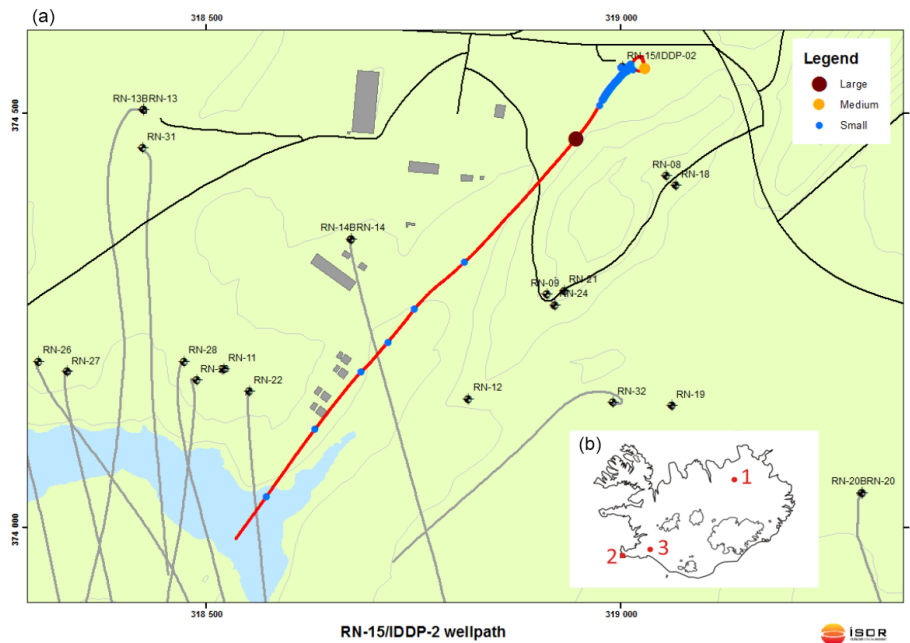 (a)
318 500
319 000
RN-15/IDDP-02
Legend
Large
Medium
Small
374 500
RN-13BRN-13
RN-31
RN-08
RN-18
RN-14BRN-14
RN-21
RN-09
RN-24
RN-26
RN-27
RN-28
RN-11
RN-22
RN-12
RN-32
RN-19
(b)
RN-20BRN-20
1
2
3
374 000
318 500
319 000
RN-15/IDDP-2 wellpath
ÍSOR